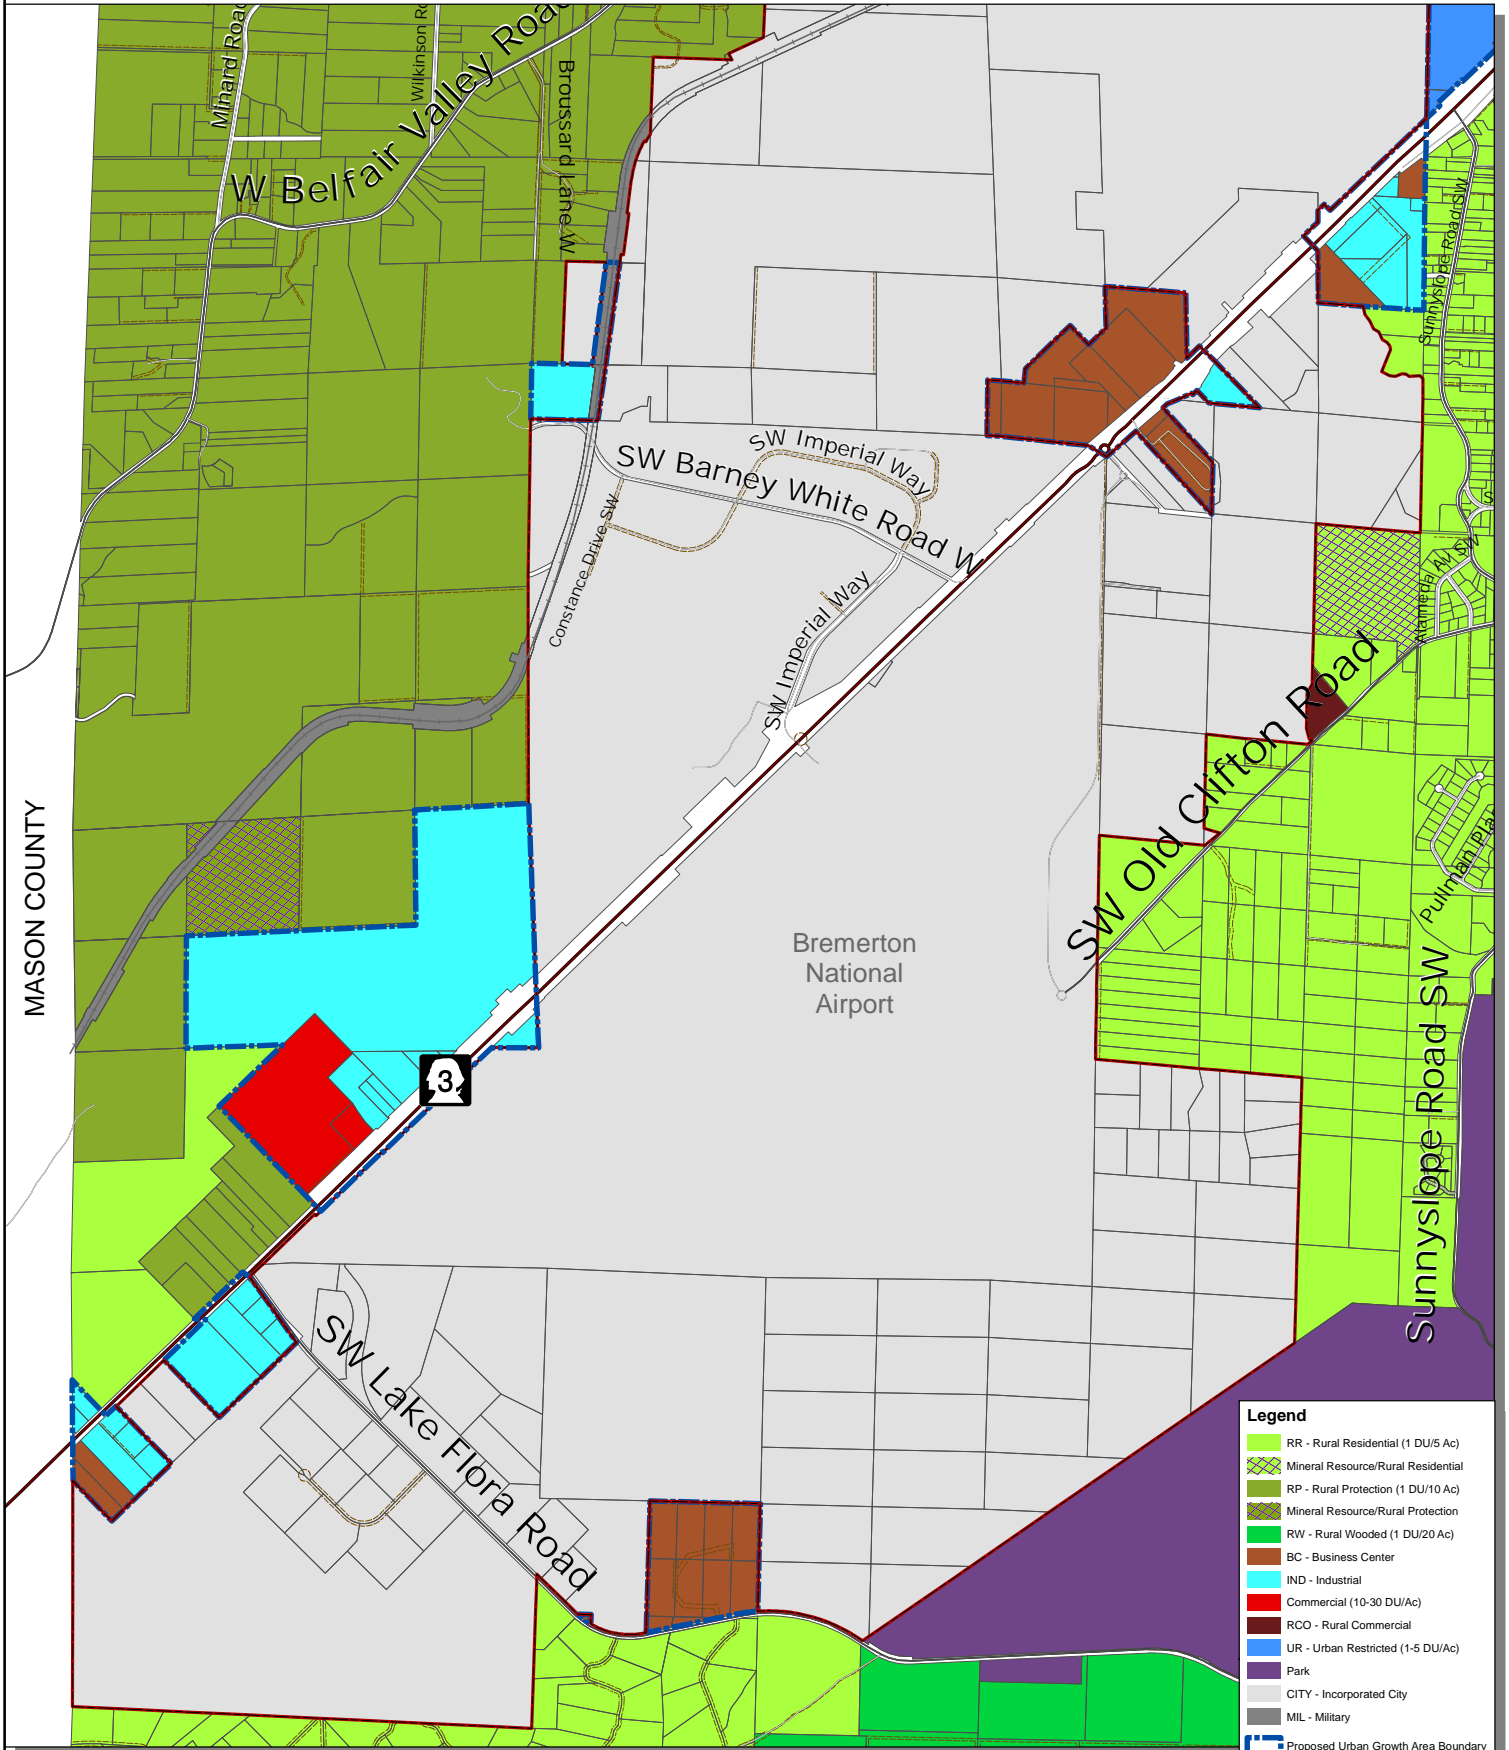 Minard Road
Wilkinson Ro
W Belfair Valley Road
Broussard Lane W
Sunnyslope Road SW
SW Imperial Way
SW Barney White Road W
Constance Drive SW
SW Imperial Way
S
Alameda Av SW
SW Old Clifton Road
Pullman Pla
MASON COUNTY
Bremerton
National
Airport
3
Sunnyslope Road SW
SW Lake Flora Road
Legend
RR - Rural Residential (1 DU/5 Ac)
Mineral Resource/Rural Residential
RP - Rural Protection (1 DU/10 Ac)
Mineral Resource/Rural Protection
RW - Rural Wooded (1 DU/20 Ac)
BC - Business Center
IND - Industrial
Commercial (10-30 DU/Ac)
RCO - Rural Commercial
UR - Urban Restricted (1-5 DU/Ac)
Park
CITY - Incorporated City
MIL - Military
Proposed Urban Growth Area Boundary